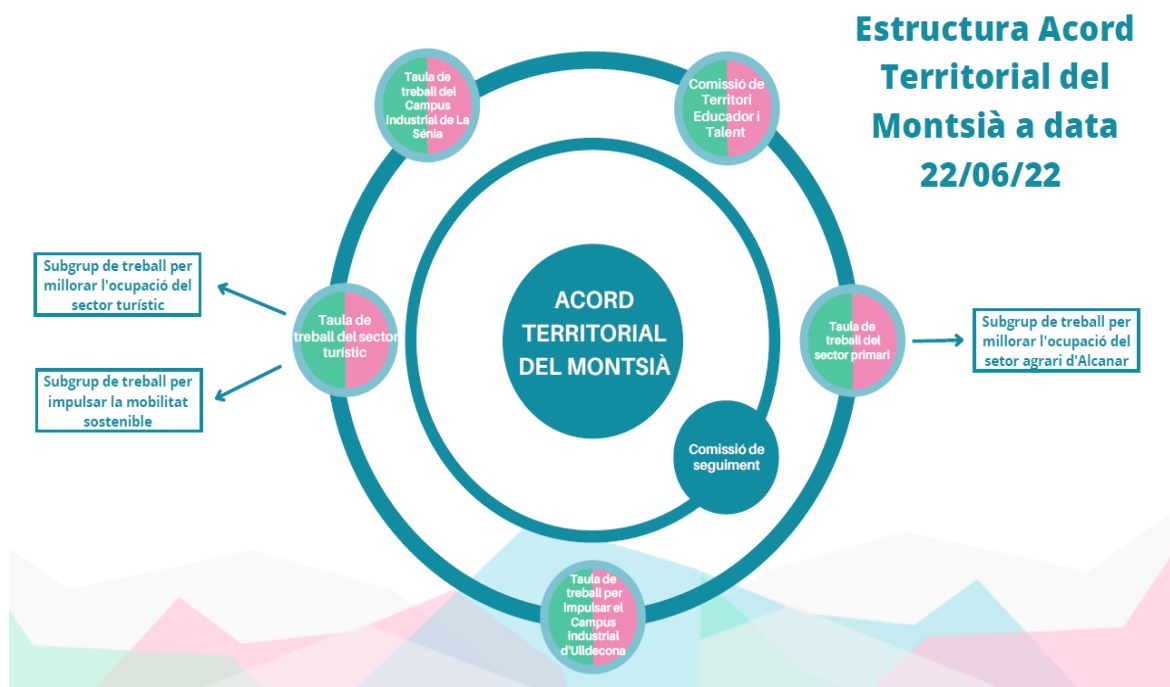 Estructura Acord
Territorial del
Montsià a data
22/06/22
Taula de
treball del
Campus
industrial de La
Sénia
Comissió de
Territori
Educador i
Talent
Subgrup de treball per
millorar l'ocupació del
sector turístic
Taula de
treball del sector
turístic
Subgrup de treball per
impulsar la mobilitat
sostenible
ACORD
TERRITORIAL
DEL MONTSIÀ
Taula de
treball del
sector primari
Subgrup de treball per
millorar l'ocupació del
setor agrari d'Alcanar
Comissió de
seguiment
Taula de
treball per
impulsar el
Campus
industrial
d'Ulldecona